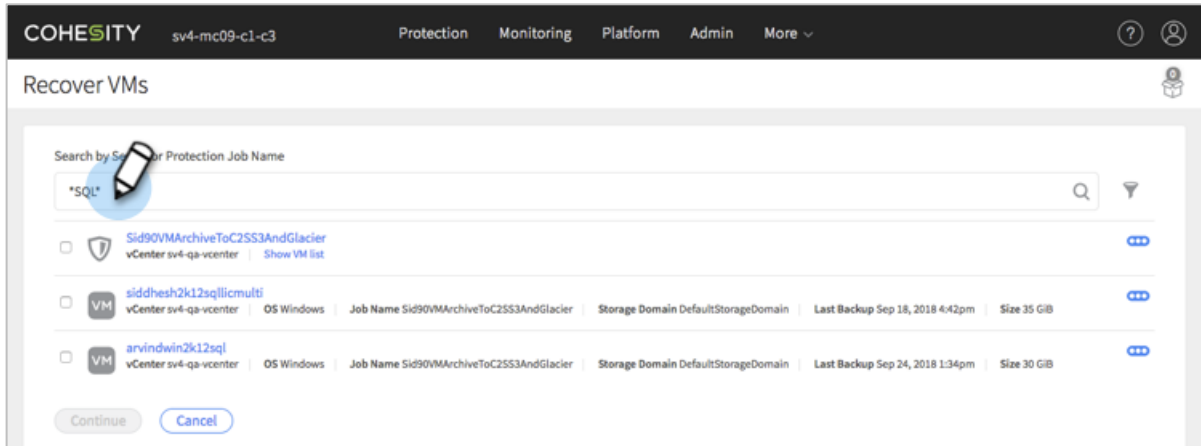 COHESITY sv4-mc09-c1-c3 Protection Monitoring Platform Admin More ?
Recover VMs 0
Search by or Protection Job Name
*SQL*
Sid90VMArchiveToC2SS3AndGlacier
vCenter sv4-qa-vcenter Show VM list
VM siddhesh2k12sqllicmulti
vCenter sv4-qa-vcenter OS Windows Job Name Sid90VMArchiveToC2SS3AndGlacier Storage Domain DefaultStorageDomain Last Backup Sep 18, 2018 4:42pm Size 35 GiB
VM arvindwin2k12sql
vCenter sv4-qa-vcenter OS Windows Job Name Sid90VMArchiveToC2SS3AndGlacier Storage Domain DefaultStorageDomain Last Backup Sep 24, 2018 1:34pm Size 30 GiB
Continue Cancel